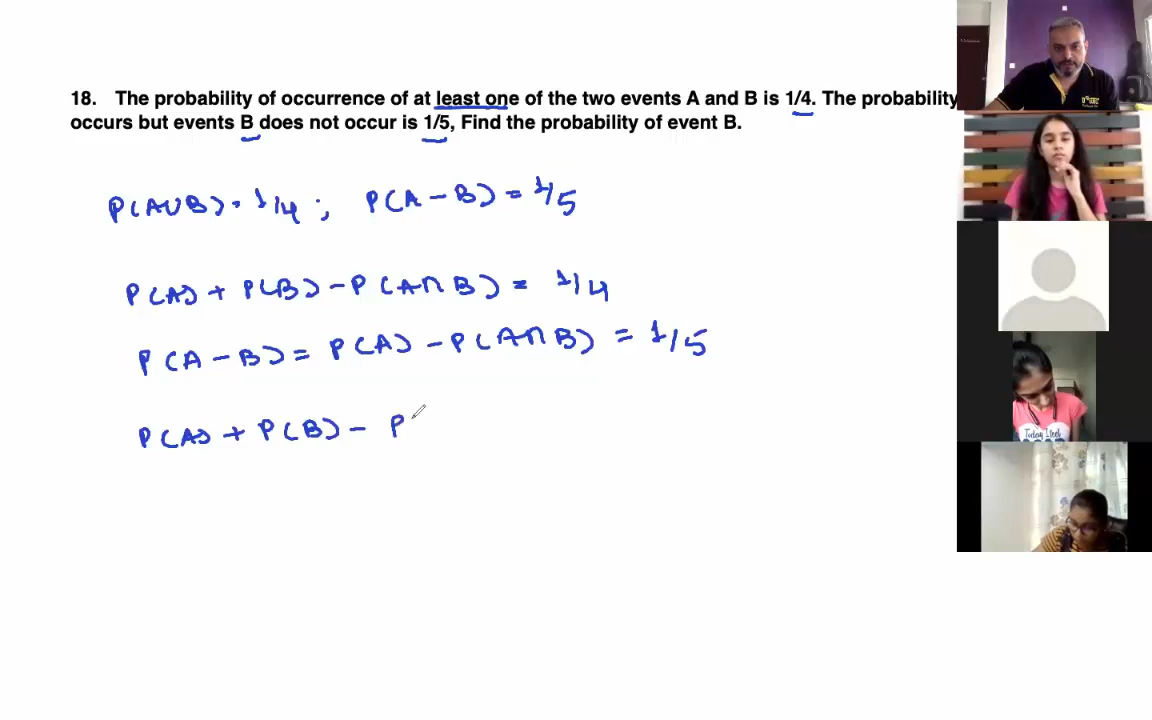 18. The probability of occurrence of at least one of the two events A and B is 1/4. The probability
occurs but events B does not occur is 1/5, Find the probability of event B.
P(A∪B) = 1/4 ; P(A − B) = 1/5
P(A) + P(B) − P(A∩B) = 1/4
P(A − B) = P(A) − P(A∩B) = 1/5
P(A) + P(B) − P